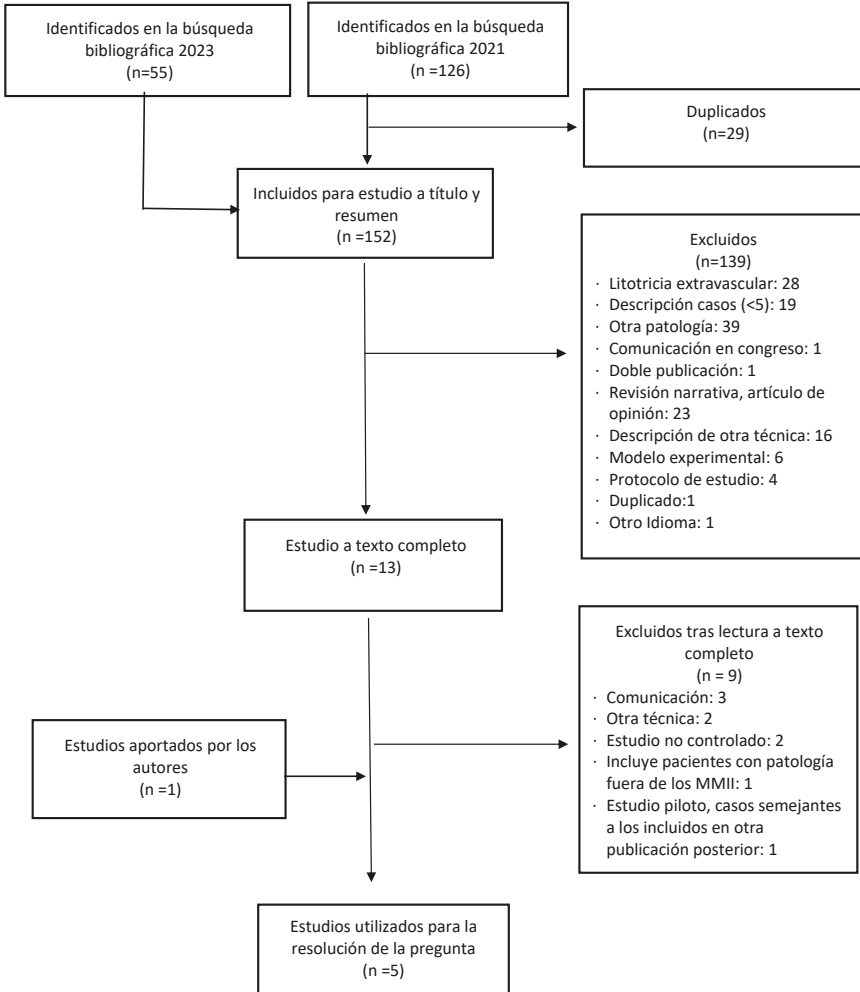 Identificados en la búsqueda
bibliográfica 2023
(n=55)
Identificados en la búsqueda
bibliográfica 2021
(n =126)
Duplicados
(n=29)
Incluidos para estudio a título y
resumen
(n =152)
Excluidos
(n=139)
· Litotricia extravascular: 28
· Descripción casos (<5): 19
· Otra patología: 39
· Comunicación en congreso: 1
· Doble publicación: 1
· Revisión narrativa, artículo de
opinión: 23
· Descripción de otra técnica: 16
· Modelo experimental: 6
· Protocolo de estudio: 4
· Duplicado:1
· Otro Idioma: 1
Estudio a texto completo
(n =13)
Excluidos tras lectura a texto
completo
(n = 9)
· Comunicación: 3
· Otra técnica: 2
· Estudio no controlado: 2
· Incluye pacientes con patología
fuera de los MMII: 1
· Estudio piloto, casos semejantes
a los incluidos en otra
publicación posterior: 1
Estudios aportados por los
autores
(n =1)
Estudios utilizados para la
resolución de la pregunta
(n =5)